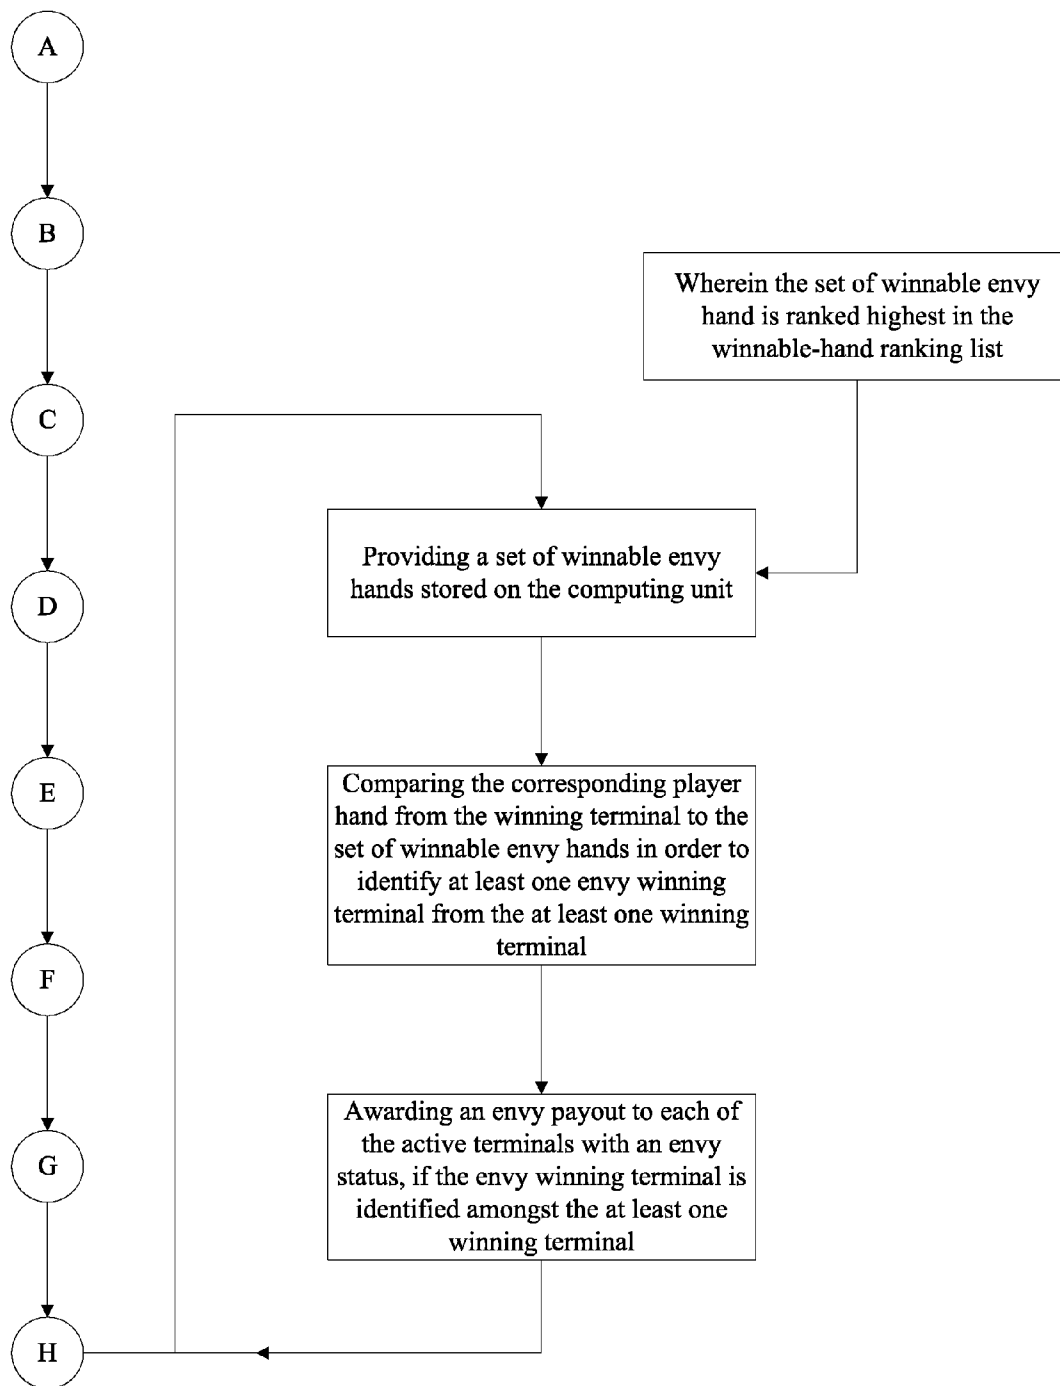 A
B
Wherein the set of winnable envy
hand is ranked highest in the
winnable-hand ranking list
C
Providing a set of winnable envy
hands stored on the computing unit
D
E
Comparing the corresponding player
hand from the winning terminal to the
set of winnable envy hands in order to
identify at least one envy winning
terminal from the at least one winning
terminal
F
Awarding an envy payout to each of
the active terminals with an envy
status, if the envy winning terminal is
identified amongst the at least one
winning terminal
G
H